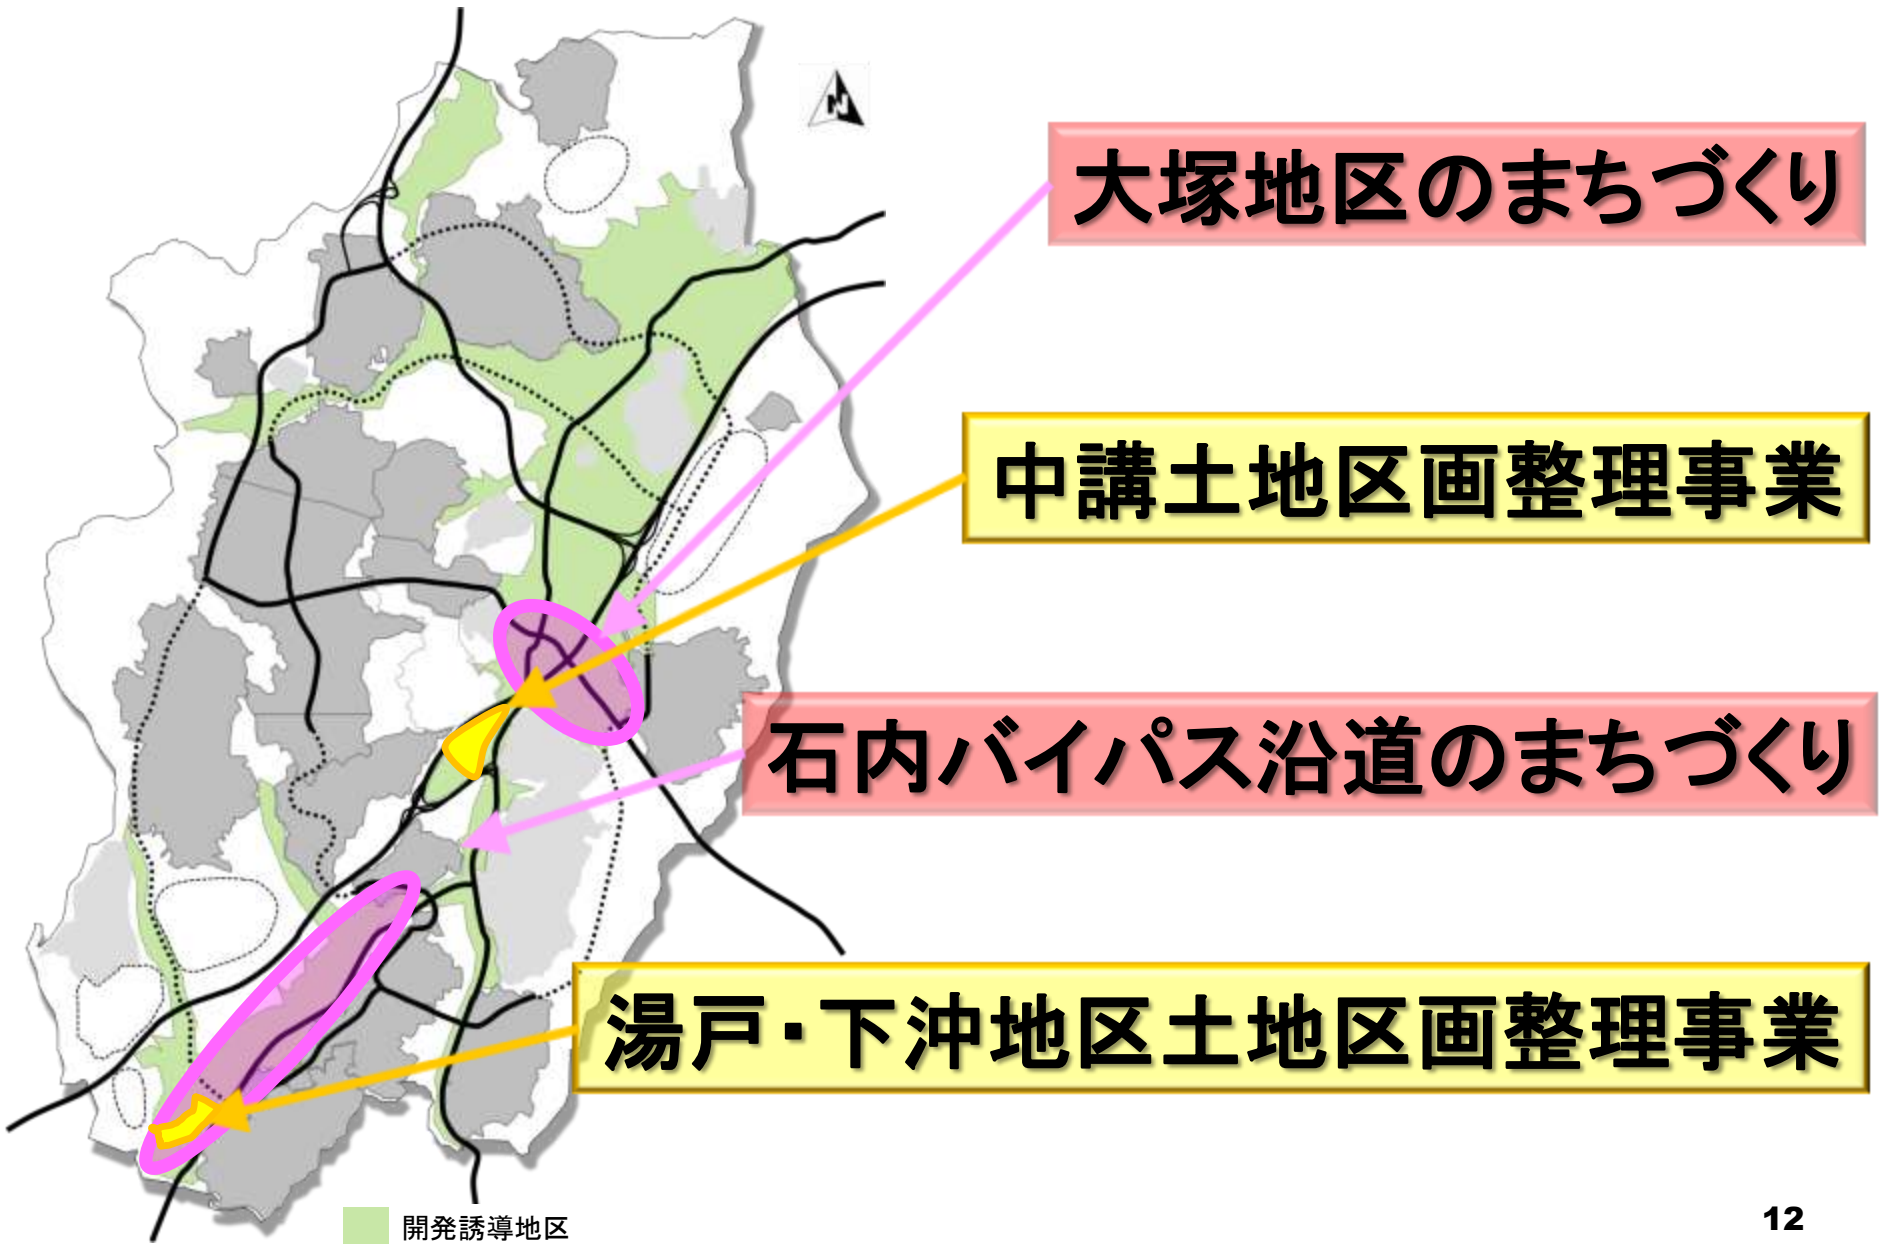 N
大塚地区のまちづくり
中講土地区画整理事業
石内バイパス沿道のまちづくり
湯戸・下沖地区土地区画整理事業
開発誘導地区
12